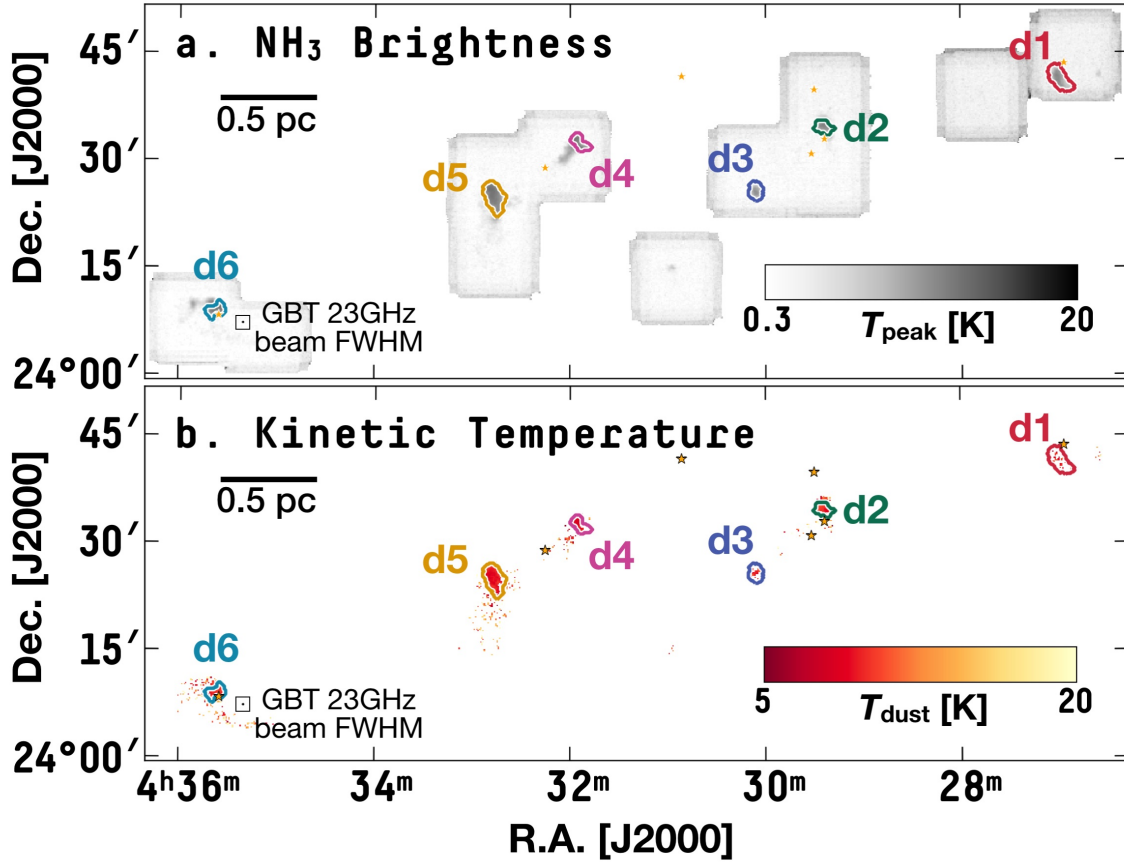 a. NH₃ Brightness
0.5 pc
d1
d2
d3
d4
d5
d6
GBT 23GHz
beam FWHM
0.3
T_peak [K]
20
45′
30′
15′
24°00′
Dec. [J2000]
b. Kinetic Temperature
0.5 pc
d1
d2
d3
d4
d5
d6
GBT 23GHz
beam FWHM
5
T_dust [K]
20
45′
30′
15′
24°00′
Dec. [J2000]
4ʰ36ᵐ
34ᵐ
32ᵐ
30ᵐ
28ᵐ
R.A. [J2000]